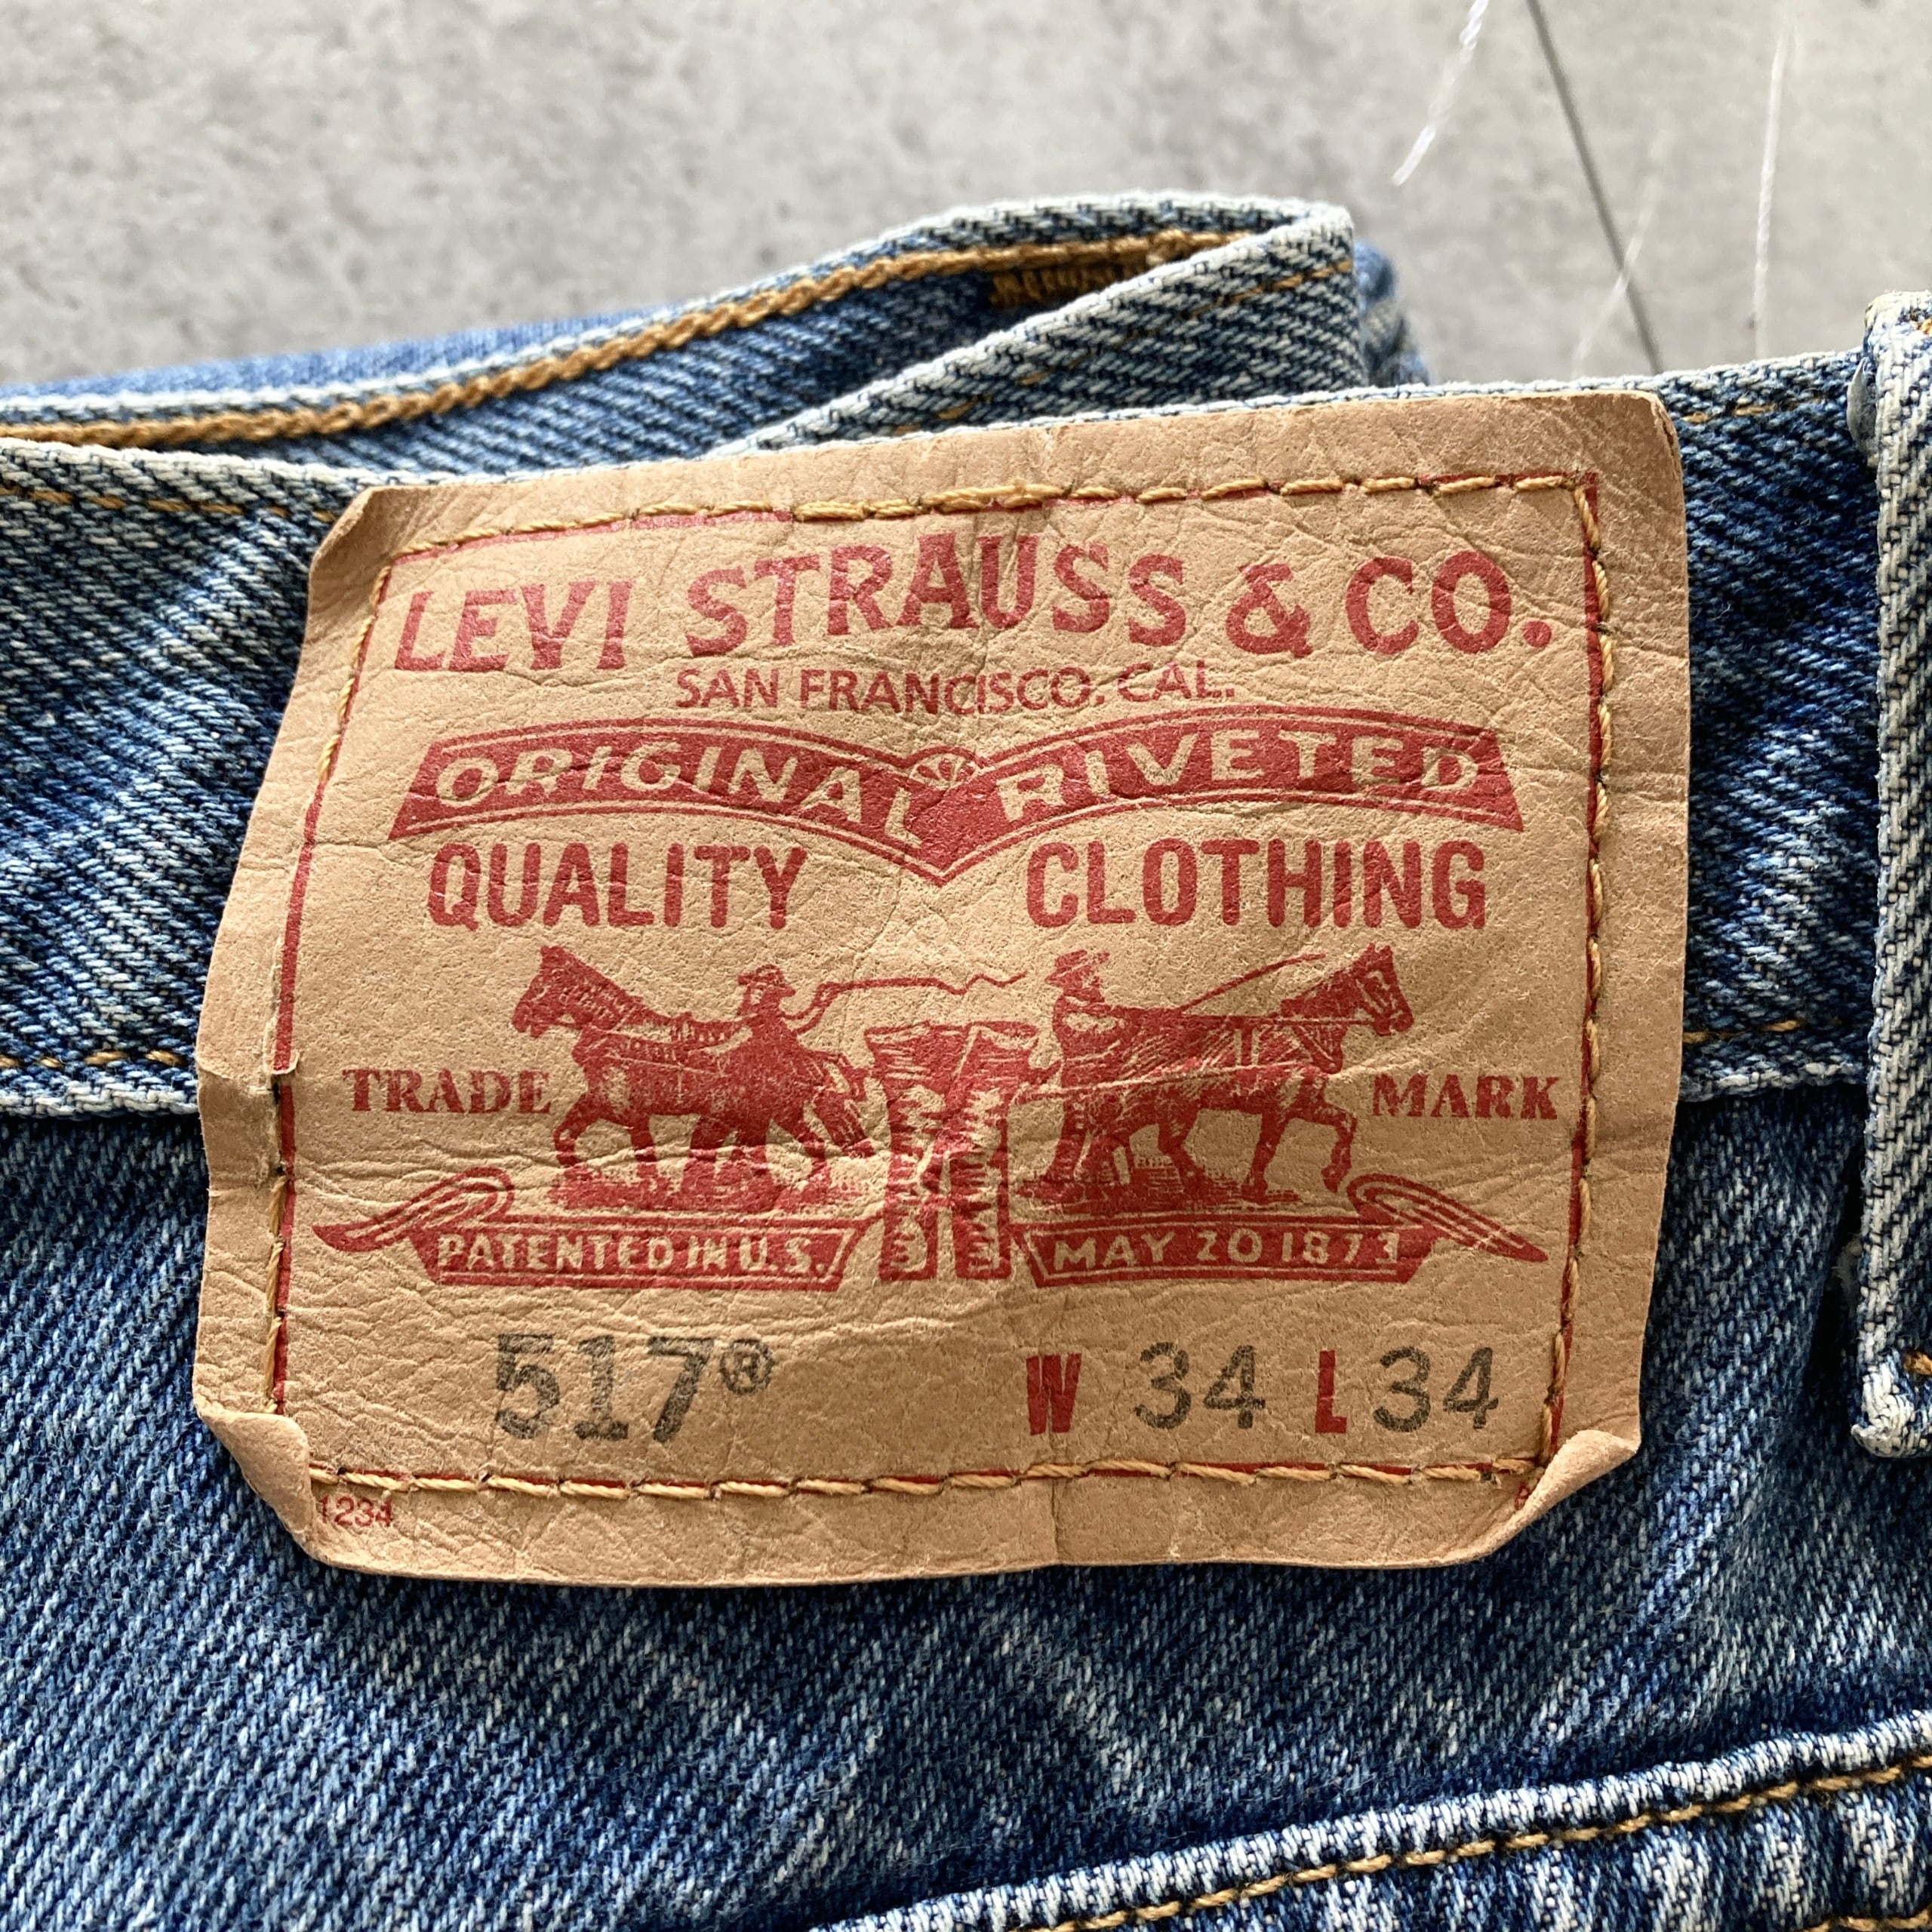 LEVI STRAUSS & CO.
SAN FRANCISCO, CAL.
ORIGINAL RIVETED
QUALITY CLOTHING
TRADE MARK
PATENTED IN U.S. MAY 20 1873
517® W 34 L 34
1234